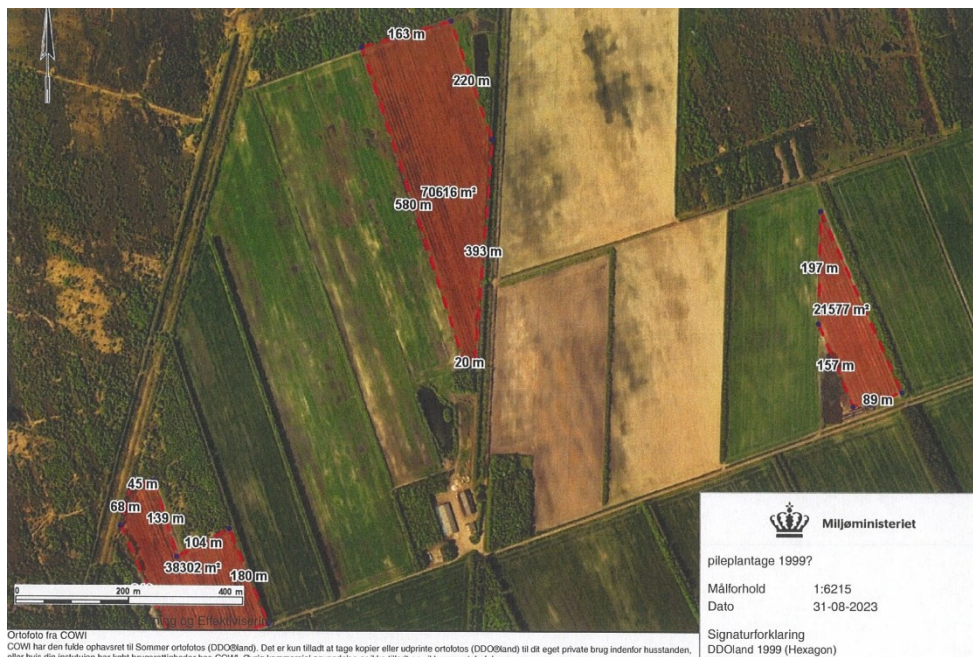 163 m
220 m
70616 m²
580 m
393 m
20 m
197 m
21577 m²
157 m
89 m
45 m
68 m
139 m
104 m
38302 m²
180 m
200 m
400 m
og Effektivisering
Miljøministeriet
pileplantage 1999?
Målforhold 1:6215
Dato 31-08-2023
Signaturforklaring
DDOland 1999 (Hexagon)
Ortofoto fra COWI
COWI har den fulde ophavsret til Sommer ortofotos (DDO®land). Det er kun tilladt at tage kopier eller udprinte ortofotos (DDO®land) til dit eget private brug indenfor husstanden,